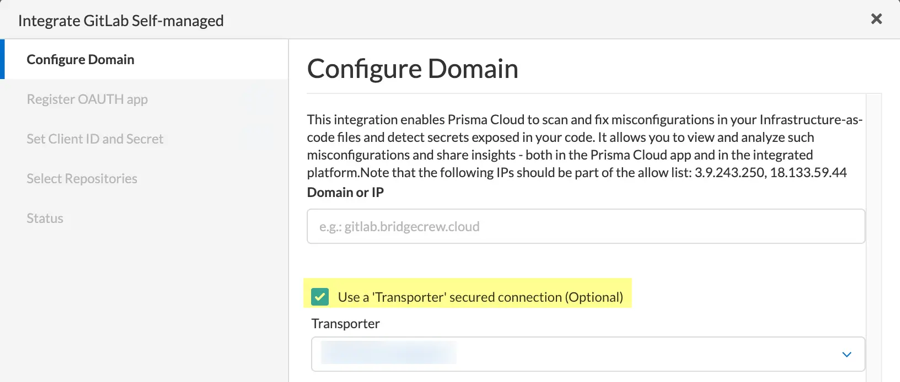 Integrate GitLab Self-managed
Configure Domain
Register OAUTH app
Set Client ID and Secret
Select Repositories
Status
Configure Domain
This integration enables Prisma Cloud to scan and fix misconfigurations in your Infrastructure-as-
code files and detect secrets exposed in your code. It allows you to view and analyze such
misconfigurations and share insights - both in the Prisma Cloud app and in the integrated
platform.Note that the following IPs should be part of the allow list: 3.9.243.250, 18.133.59.44
Domain or IP
e.g.: gitlab.bridgecrew.cloud
Use a 'Transporter' secured connection (Optional)
Transporter